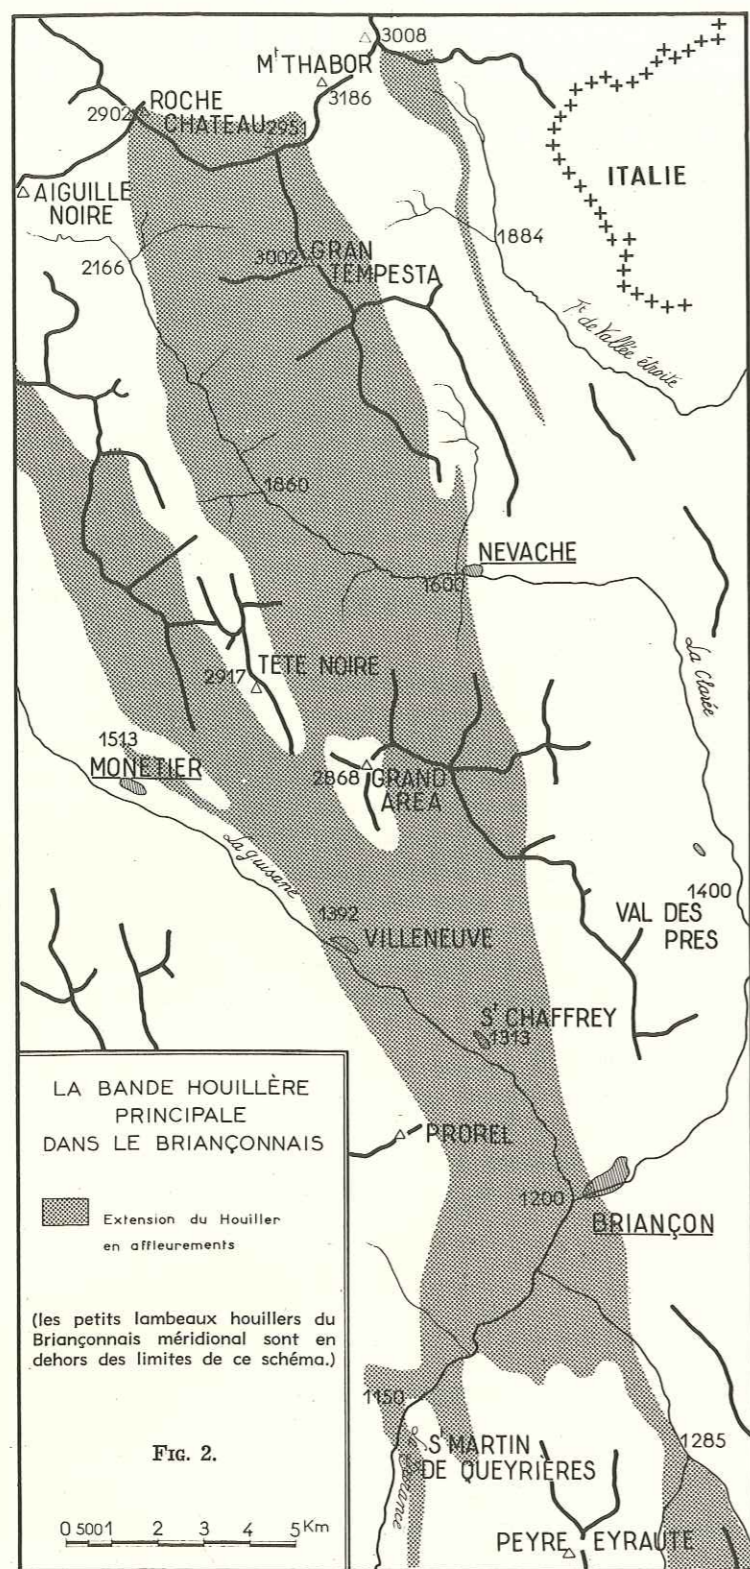 3008
Mt THABOR
3186
2902
ROCHE
CHATEAU
2951
ITALIE
AIGUILLE
NOIRE
1884
2166
3002
GRAN
TEMPESTA
Tt de Vallée étroite
1860
NEVACHE
1600
La Clarée
TETE NOIRE
2917
1513
MONETIER
2868
GRAND
AREA
La guisane
1400
1392
VILLENEUVE
VAL DES
PRES
St CHAFFREY
1313
PROREL
1200
BRIANÇON
1150
St MARTIN
DE QUEYRIÈRES
1285
La Durance
PEYRE EYRAUTE
LA BANDE HOUILLÈRE
PRINCIPALE
DANS LE BRIANÇONNAIS
Extension du Houiller
en affleurements
(les petits lambeaux houillers du
Briançonnais méridional sont en
dehors des limites de ce schéma.)
FIG. 2.
0 500 1 2 3 4 5 Km